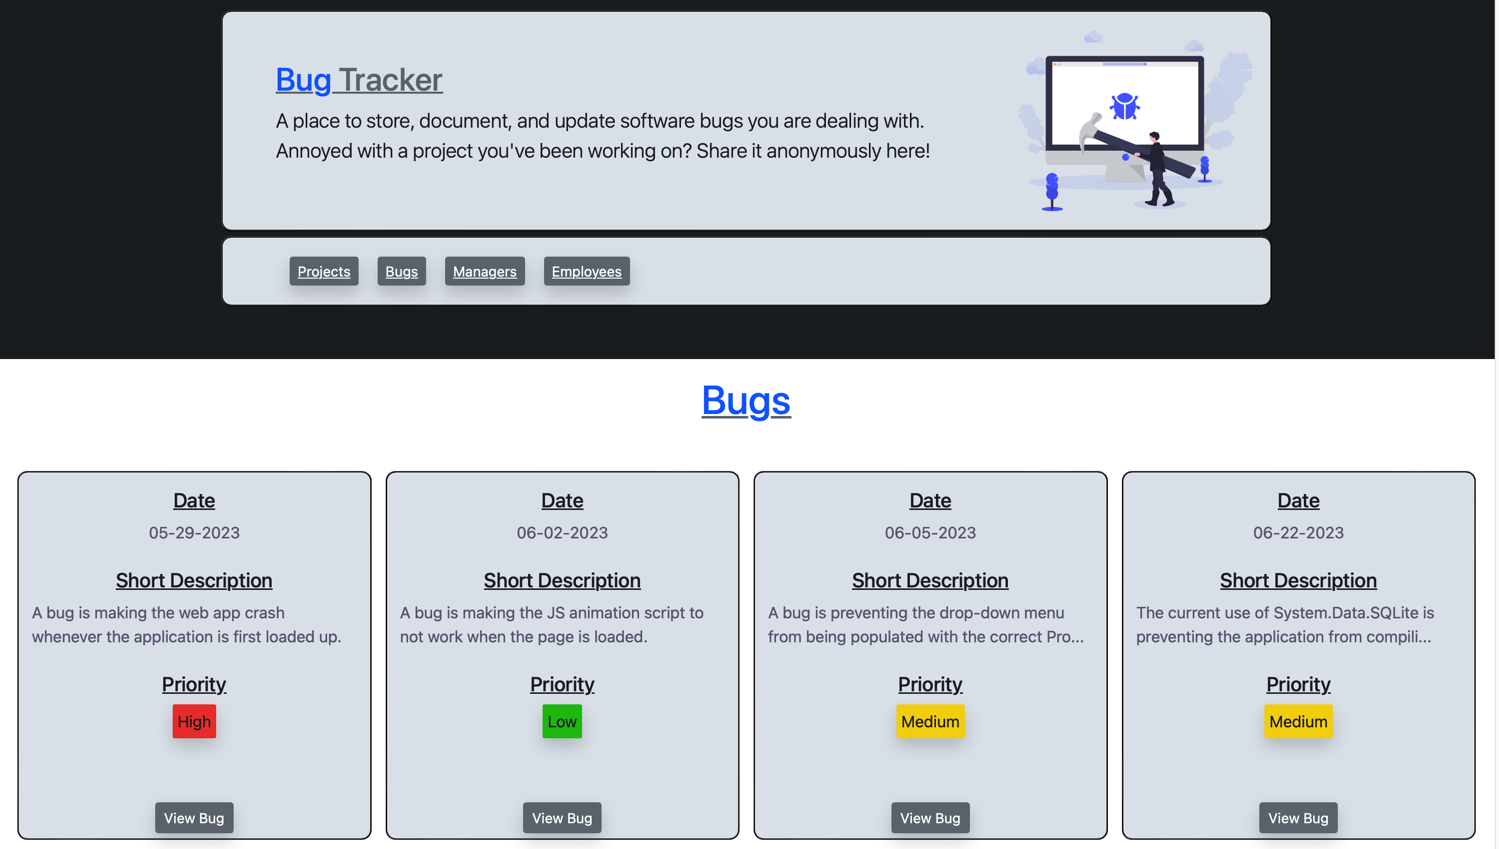 Bug Tracker
A place to store, document, and update software bugs you are dealing with.
Annoyed with a project you've been working on? Share it anonymously here!
Projects
Bugs
Managers
Employees
Bugs
Date
05-29-2023
Short Description
A bug is making the web app crash
whenever the application is first loaded up.
Priority
High
View Bug
Date
06-02-2023
Short Description
A bug is making the JS animation script to
not work when the page is loaded.
Priority
Low
View Bug
Date
06-05-2023
Short Description
A bug is preventing the drop-down menu
from being populated with the correct Pro...
Priority
Medium
View Bug
Date
06-22-2023
Short Description
The current use of System.Data.SQLite is
preventing the application from compili...
Priority
Medium
View Bug